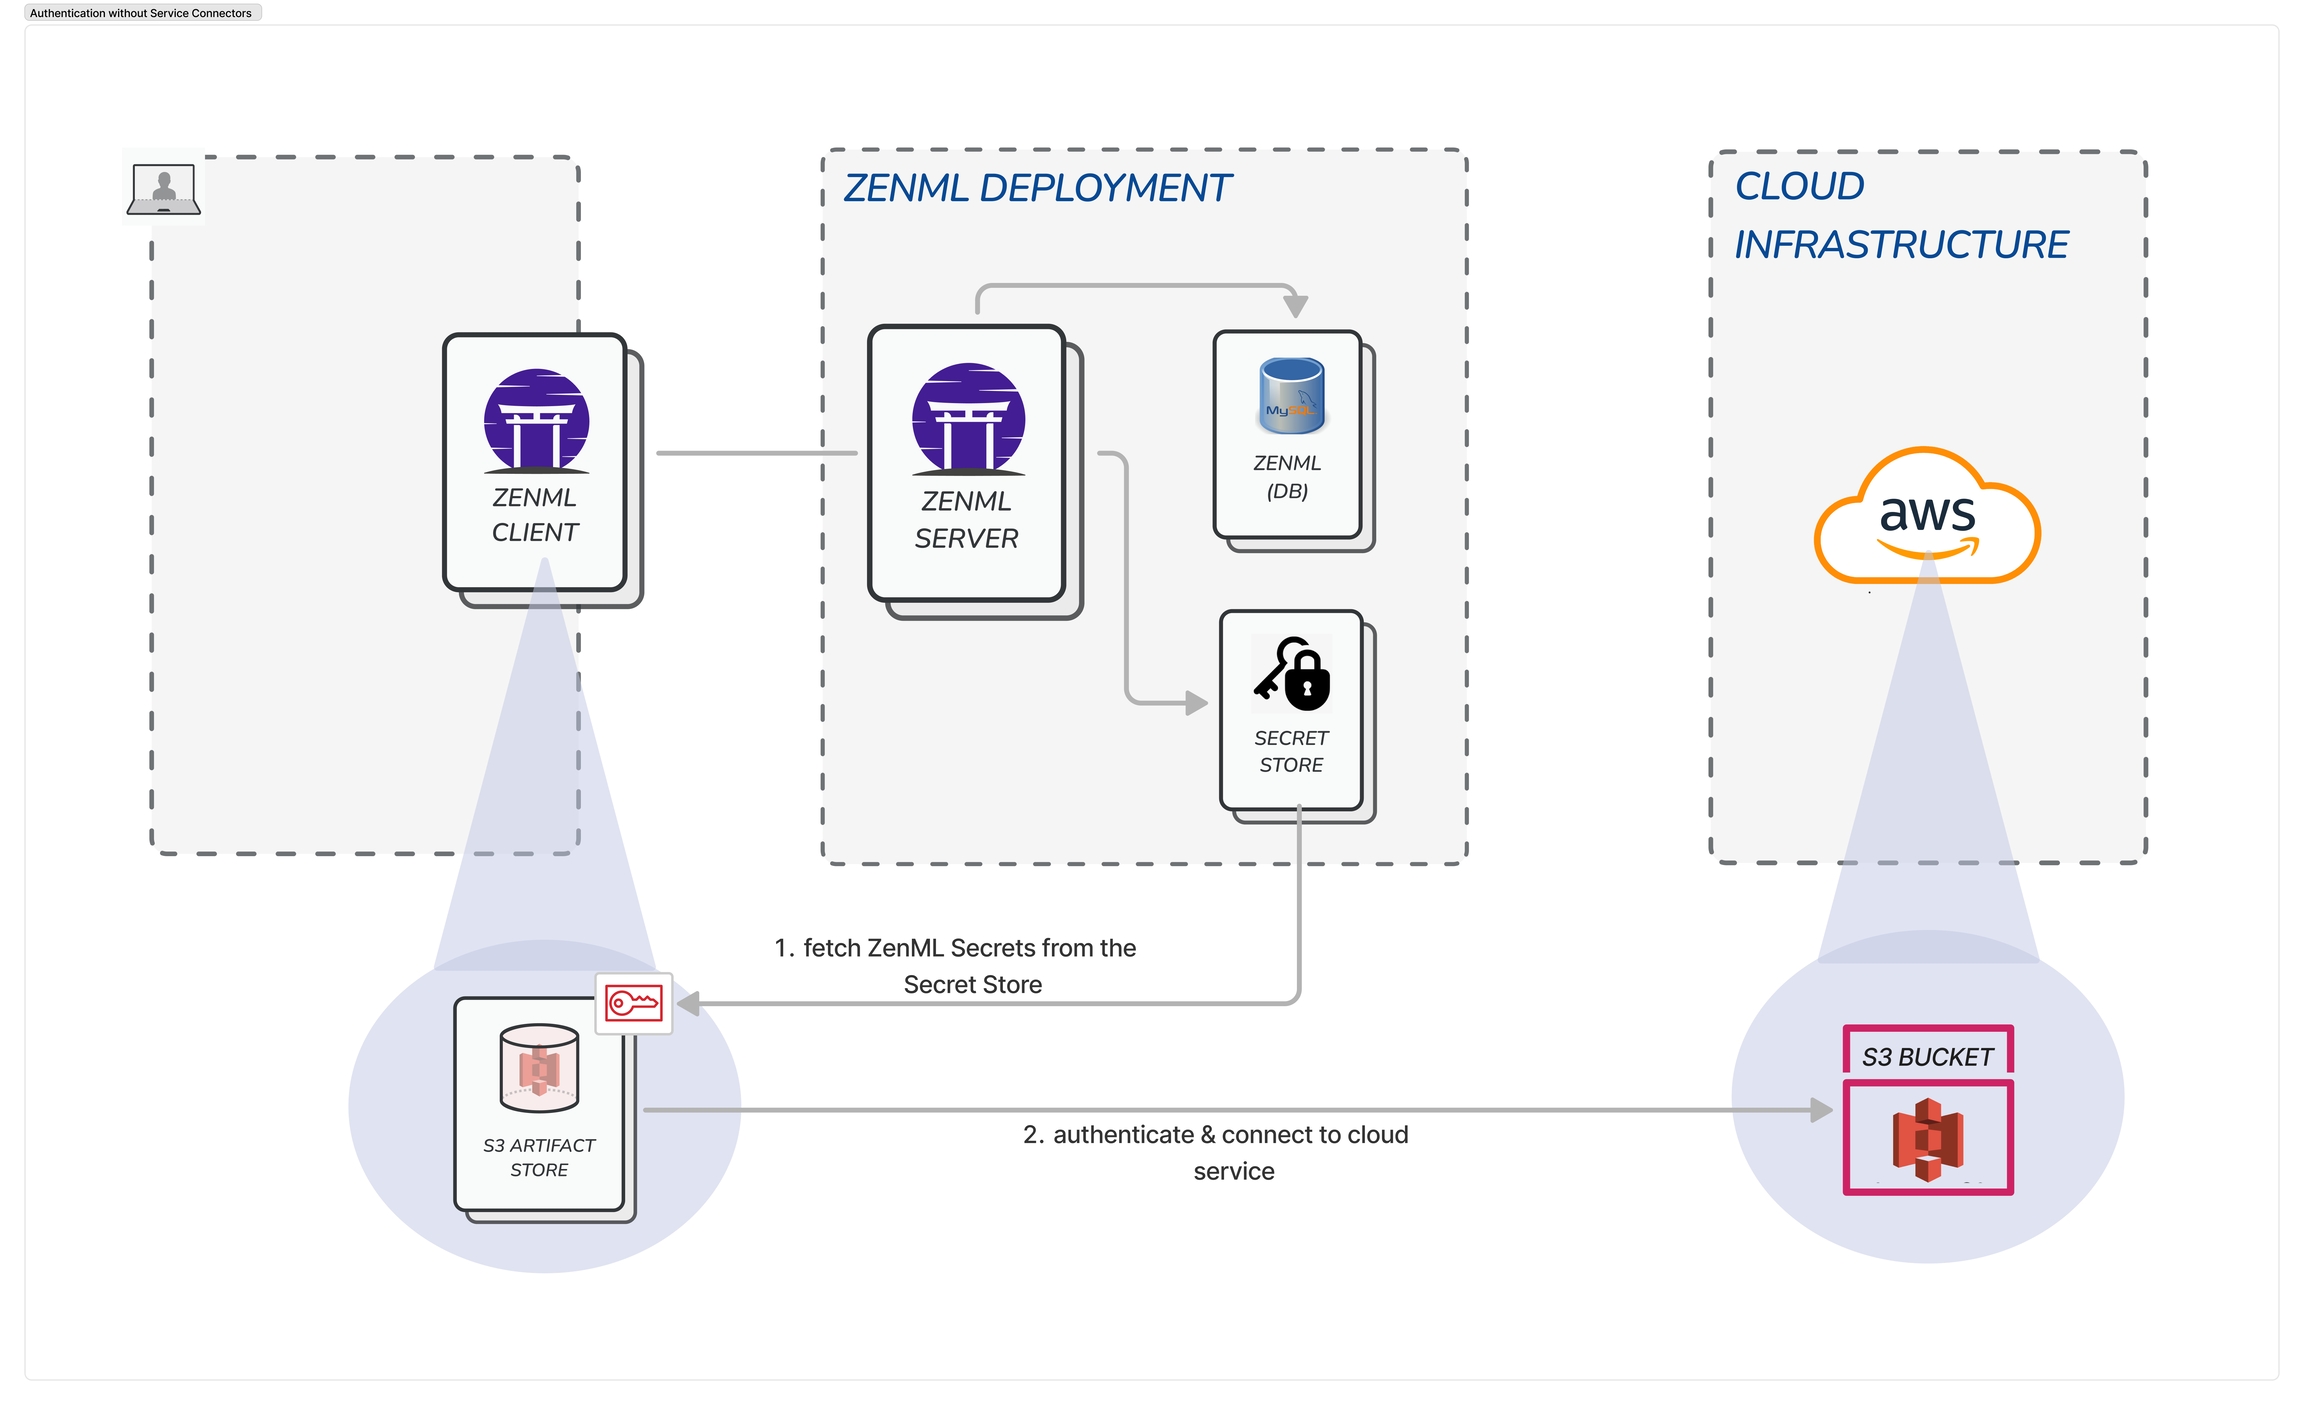 Authentication without Service Connectors
ZENML DEPLOYMENT
CLOUD
INFRASTRUCTURE
ZENML
CLIENT
ZENML
SERVER
MySQL
ZENML
(DB)
aws
SECRET
STORE
1. fetch ZenML Secrets from the
Secret Store
S3 ARTIFACT
STORE
S3 BUCKET
2. authenticate & connect to cloud
service